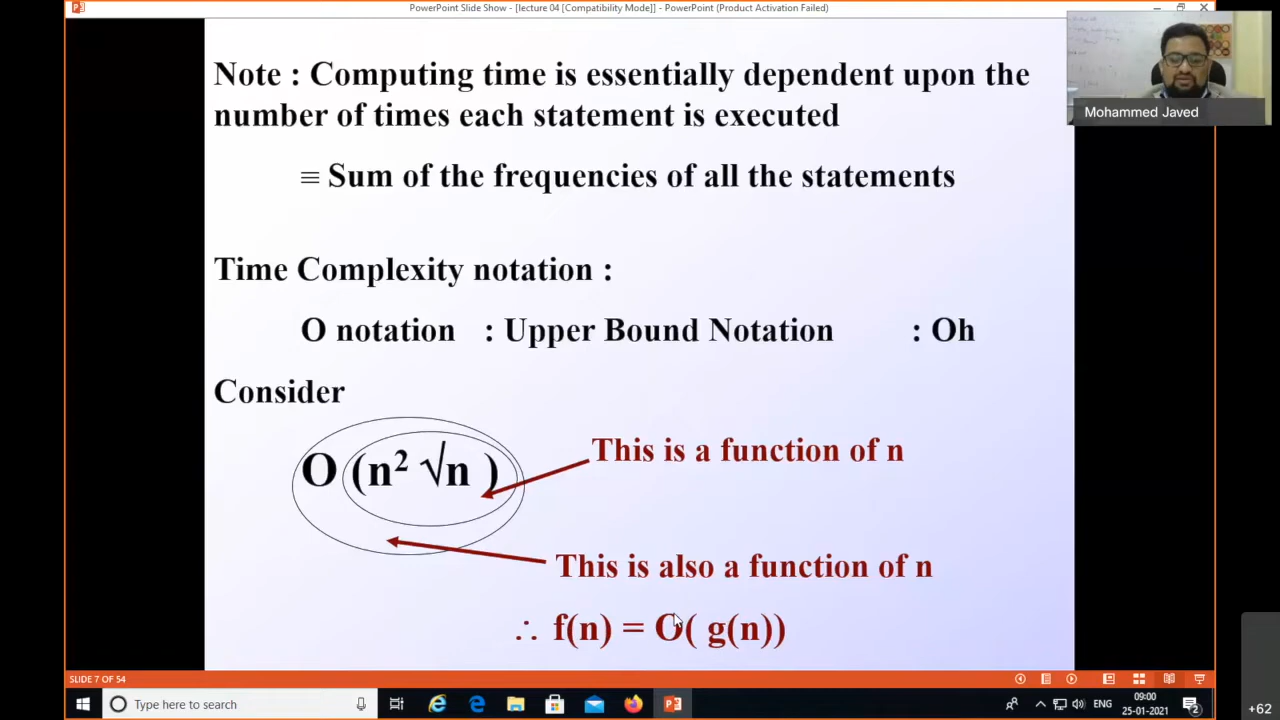 PowerPoint Slide Show - [lecture 04 [Compatibility Mode]] - PowerPoint (Product Activation Failed)
Mohammed Javed
Note : Computing time is essentially dependent upon the
number of times each statement is executed
≡ Sum of the frequencies of all the statements
Time Complexity notation :
O notation : Upper Bound Notation : Oh
Consider
O (n² √n )
This is a function of n
This is also a function of n
∴ f(n) = O( g(n))
SLIDE 7 OF 54
Type here to search
ENG
09:00
25-01-2021
2
+62